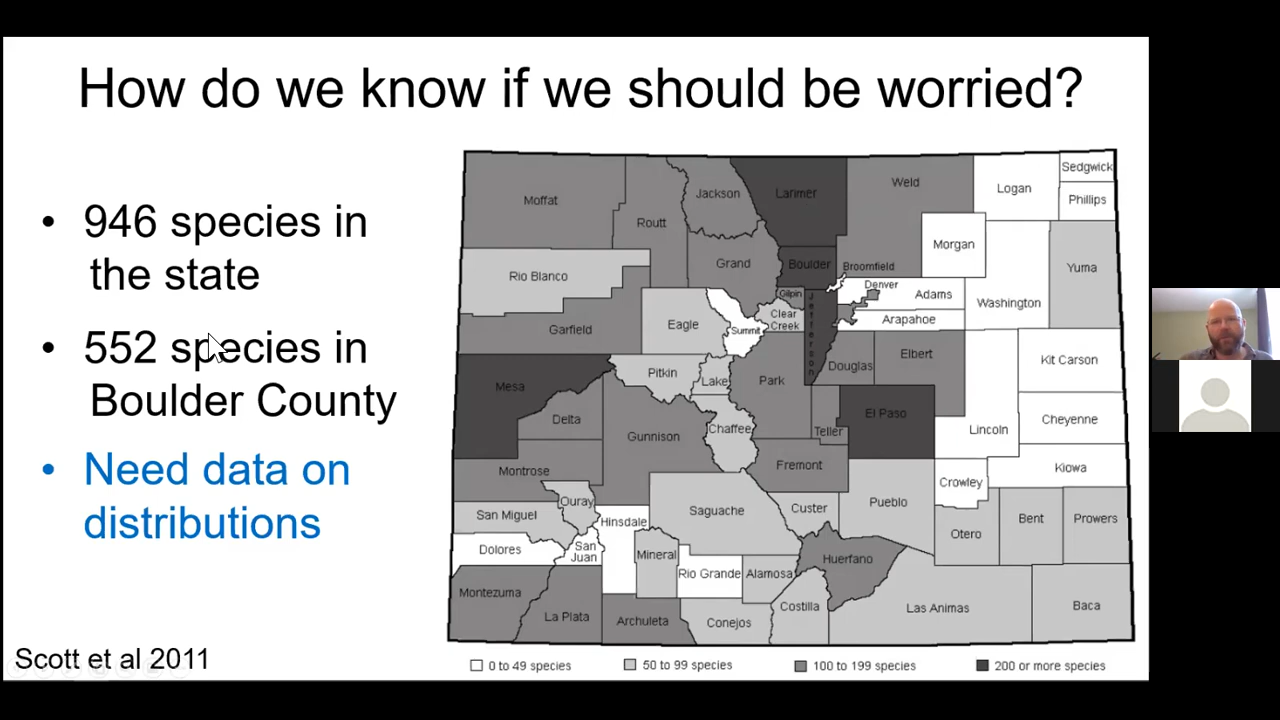 How do we know if we should be worried?
• 946 species in
the state
• 552 species in
Boulder County
• Need data on
distributions
Scott et al 2011
Moffat
Routt
Jackson
Larimer
Weld
Logan
Sedgwick
Phillips
Morgan
Rio Blanco
Grand
Boulder
Broomfield
Yuma
Gilpin
Denver
Adams
Washington
Garfield
Eagle
Summit
Clear
Creek
Jefferson
Arapahoe
Mesa
Pitkin
Lake
Park
Douglas
Elbert
Kit Carson
Delta
Gunnison
Chaffee
Teller
El Paso
Lincoln
Cheyenne
Montrose
Fremont
Kiowa
Crowley
San Miguel
Ouray
Hinsdale
Saguache
Custer
Pueblo
Otero
Bent
Prowers
Dolores
San
Juan
Mineral
Rio Grande
Alamosa
Huerfano
Montezuma
La Plata
Archuleta
Conejos
Costilla
Las Animas
Baca
0 to 49 species
50 to 99 species
100 to 199 species
200 or more species